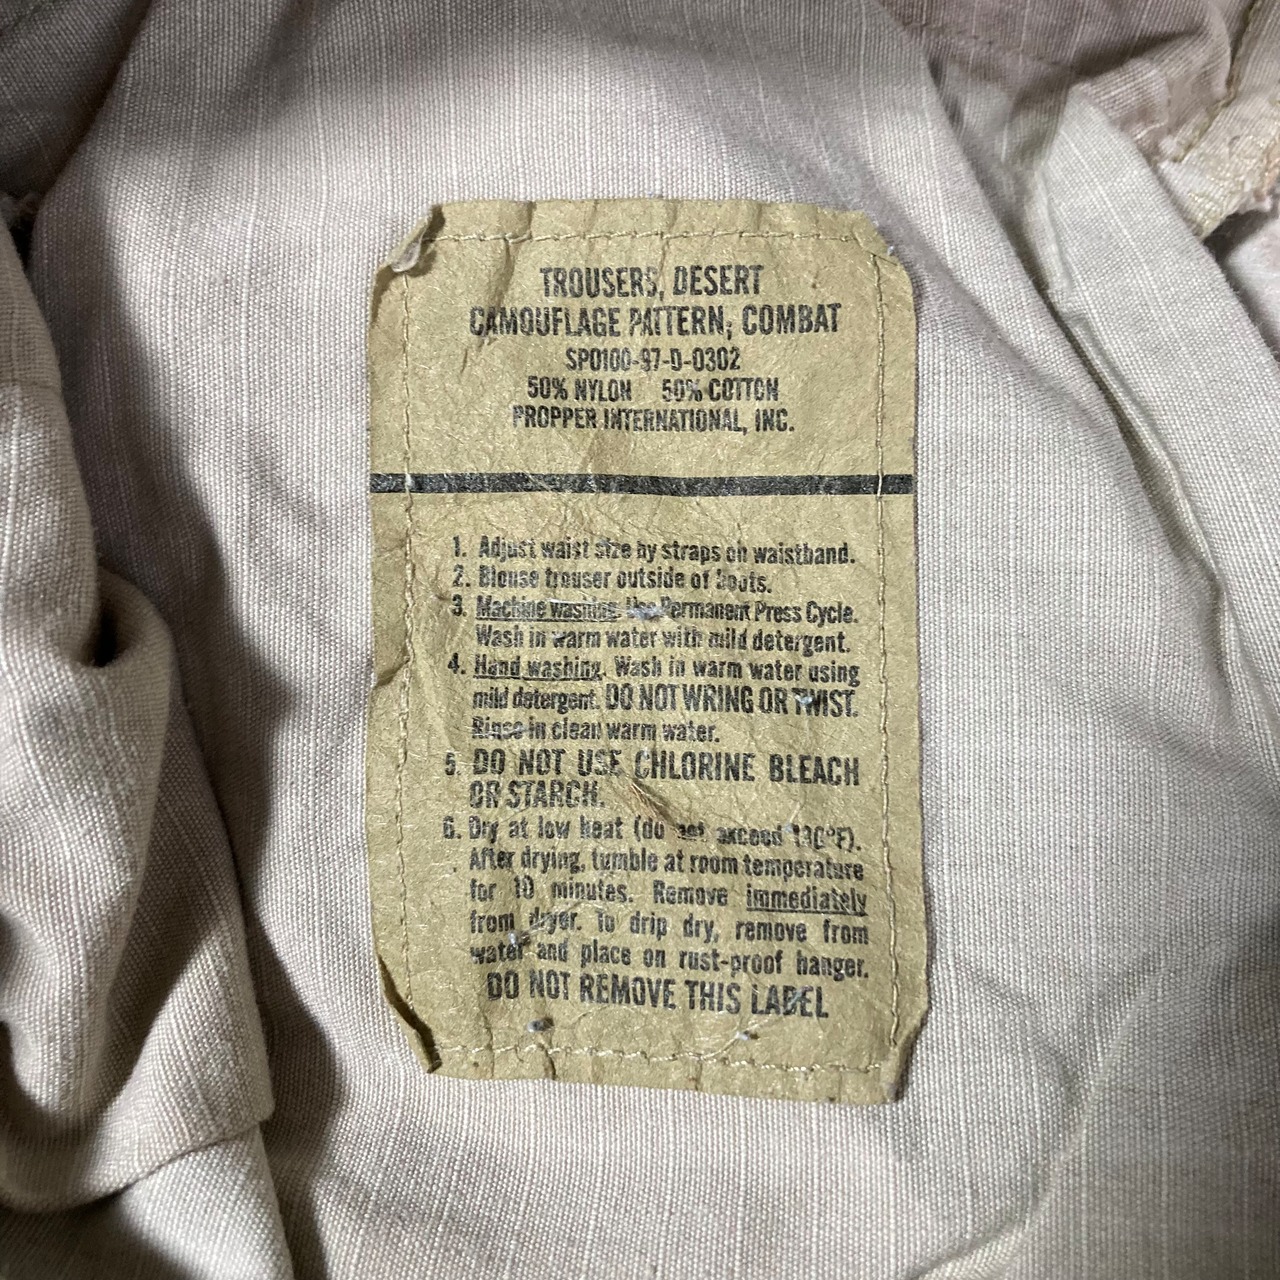 TROUSERS, DESERT
CAMOUFLAGE PATTERN; COMBAT
SPO100-97-D-0302
50% NYLON 50% COTTON
PROPPER INTERNATIONAL, INC.
1. Adjust waist size by straps on waistband.
2. Blouse trouser outside of boots.
3. Machine washing. Use Permanent Press Cycle.
Wash in warm water with mild detergent.
4. Hand washing. Wash in warm water using
mild detergent. DO NOT WRING OR TWIST.
Rinse in clean warm water.
5. DO NOT USE CHLORINE BLEACH
OR STARCH.
6. Dry at low heat (do not exceed 130°F).
After drying, tumble at room temperature
for 10 minutes. Remove immediately
from dryer. To drip dry, remove from
water and place on rust-proof hanger.
DO NOT REMOVE THIS LABEL